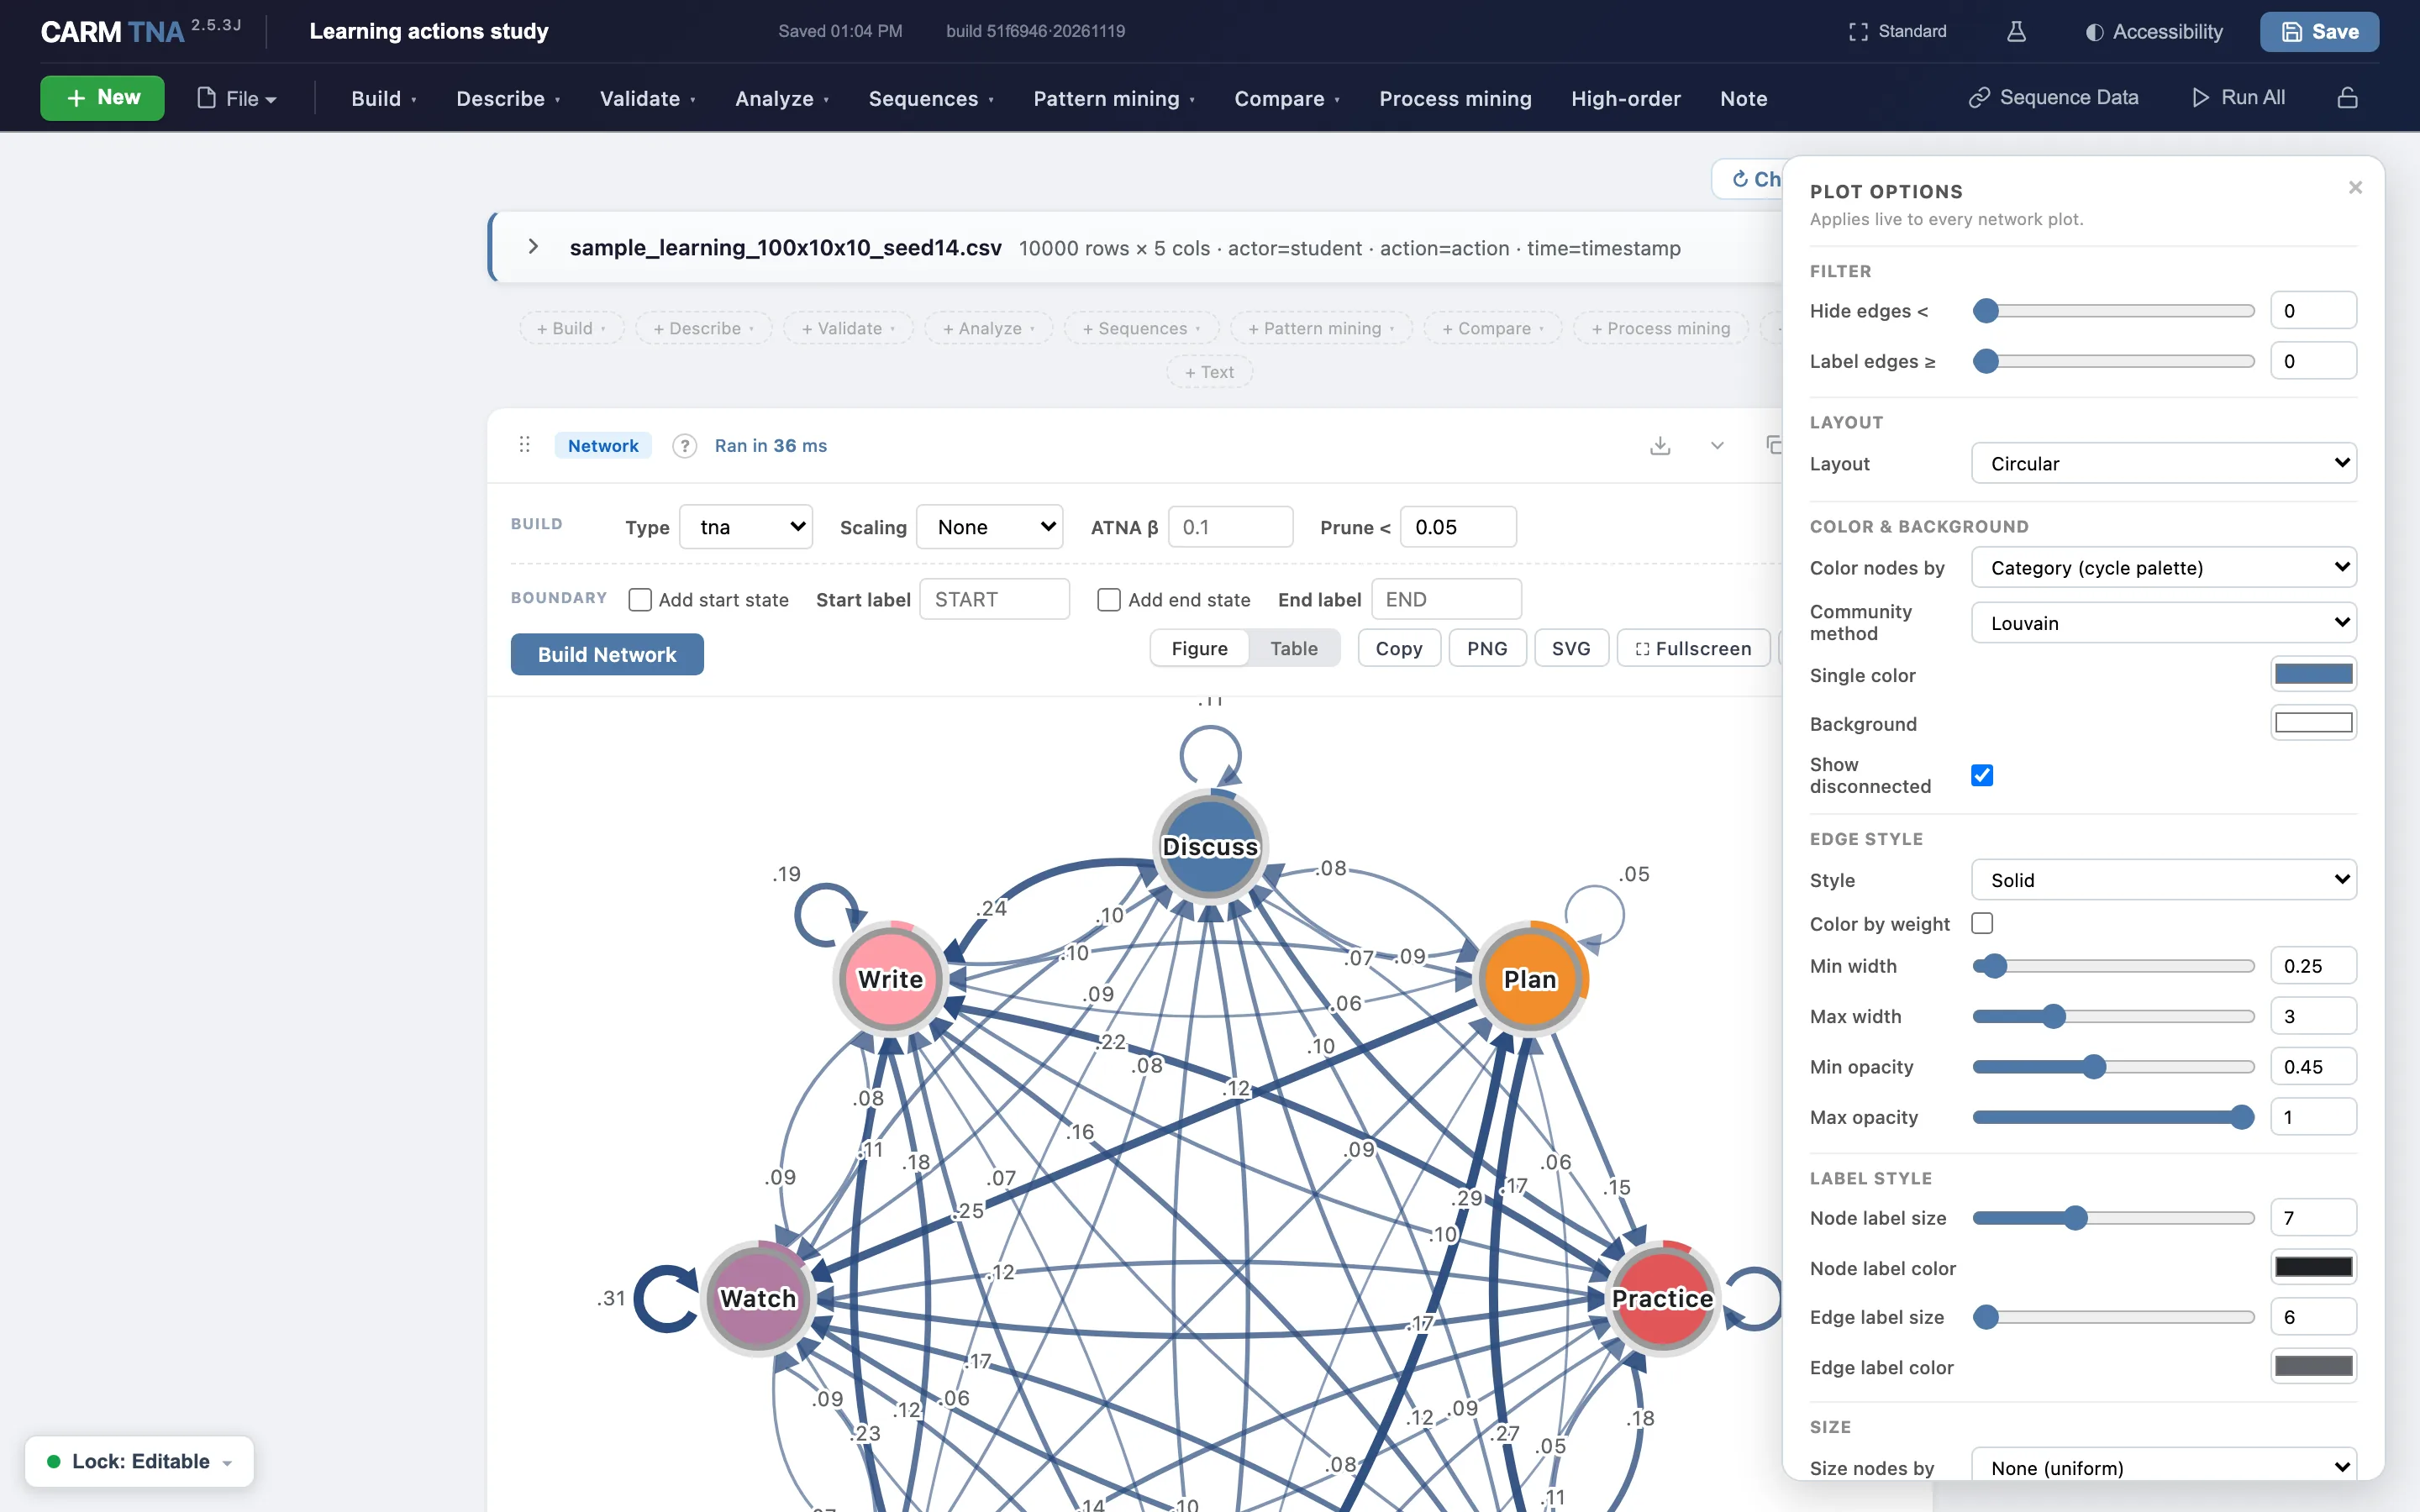 CARM TNA 2.5.3J Learning actions study Saved 01:04 PM build 51f6946·20261119 Standard Accessibility Save
+ New File Build Describe Validate Analyze Sequences Pattern mining Compare Process mining High-order Note Sequence Data Run All
sample_learning_100x10x10_seed14.csv 10000 rows × 5 cols · actor=student · action=action · time=timestamp
+ Build + Describe + Validate + Analyze + Sequences + Pattern mining + Compare + Process mining
+ Text
Network ? Ran in 36 ms
BUILD Type tna Scaling None ATNA β 0.1 Prune < 0.05
BOUNDARY Add start state Start label START Add end state End label END
Build Network Figure Table Copy PNG SVG Fullscreen
.11
Discuss
.08
.05
.19
.24
.10
Write
.10
.07
.09
Plan
.09
.06
.22
.10
.08
.12
.08
.16
.11
.18
.09
.06
.09
.07
.17
.15
.29
.25
.10
.12
.31
Watch
Practice
.17
.17
.09
.06
.12
.12
.09
.18
.23
.27
.05
.08
.11
.14
.10
PLOT OPTIONS
Applies live to every network plot.
FILTER
Hide edges < 0
Label edges ≥ 0
LAYOUT
Layout Circular
COLOR & BACKGROUND
Color nodes by Category (cycle palette)
Community
method Louvain
Single color
Background
Show
disconnected
EDGE STYLE
Style Solid
Color by weight
Min width 0.25
Max width 3
Min opacity 0.45
Max opacity 1
LABEL STYLE
Node label size 7
Node label color
Edge label size 6
Edge label color
SIZE
Size nodes by None (uniform)
Lock: Editable